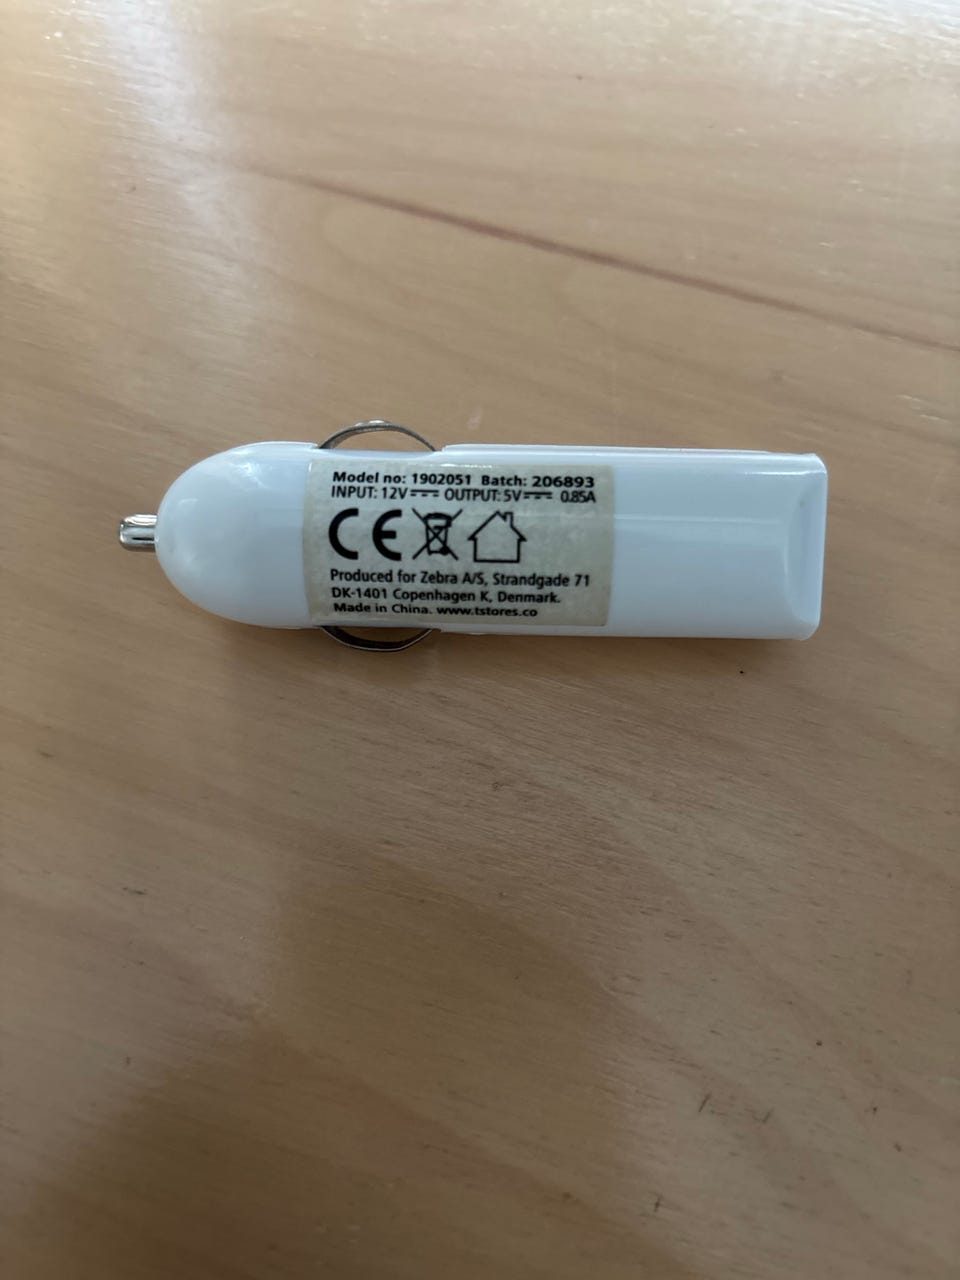 Model no: 1902051 Batch: 206893
INPUT: 12V⎓ OUTPUT: 5V⎓ 0.85A
CE
Produced for Zebra A/S, Strandgade 71
DK-1401 Copenhagen K, Denmark.
Made in China. www.tstores.co